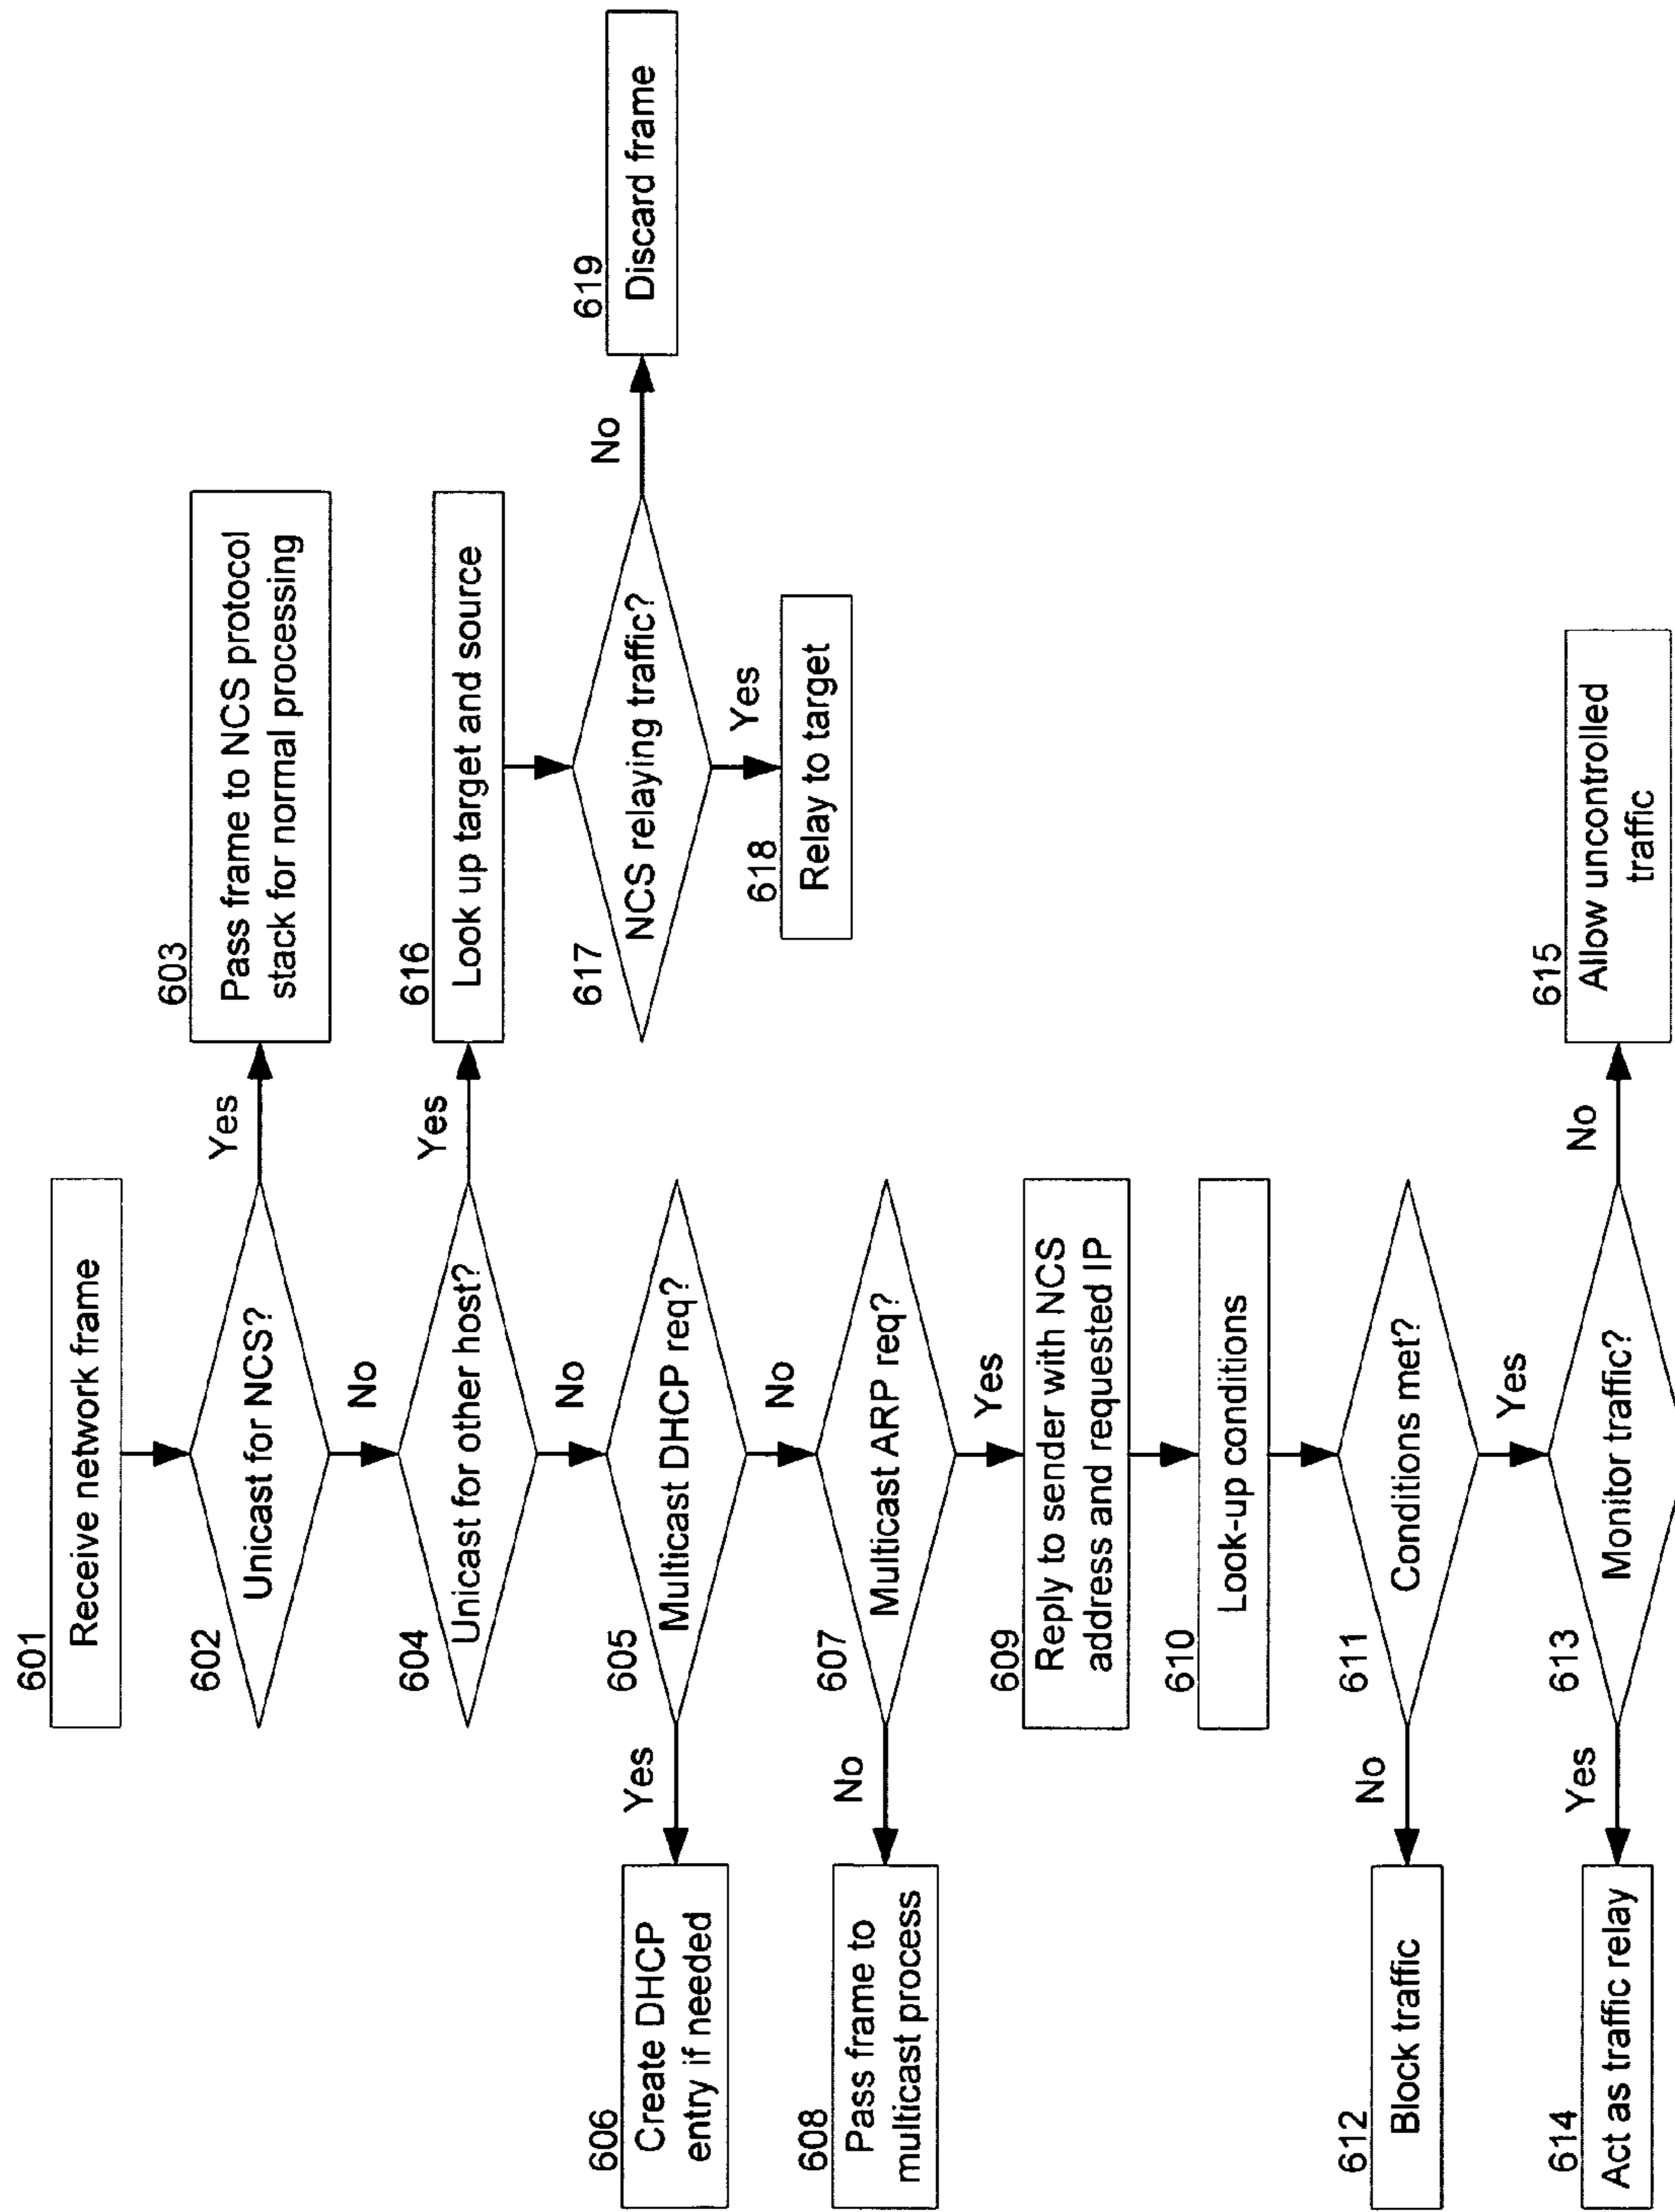 601
Receive network frame
602
Unicast for NCS?
Yes
603
Pass frame to NCS protocol
stack for normal processing
No
604
Unicast for other host?
Yes
616
Look up target and source
617
NCS relaying traffic?
No
619
Discard frame
Yes
618
Relay to target
No
605
Multicast DHCP req?
Yes
606
Create DHCP
entry if needed
No
607
Multicast ARP req?
No
608
Pass frame to
multicast process
Yes
609
Reply to sender with NCS
address and requested IP
610
Look-up conditions
611
Conditions met?
No
612
Block traffic
Yes
613
Monitor traffic?
Yes
614
Act as traffic relay
No
615
Allow uncontrolled
traffic